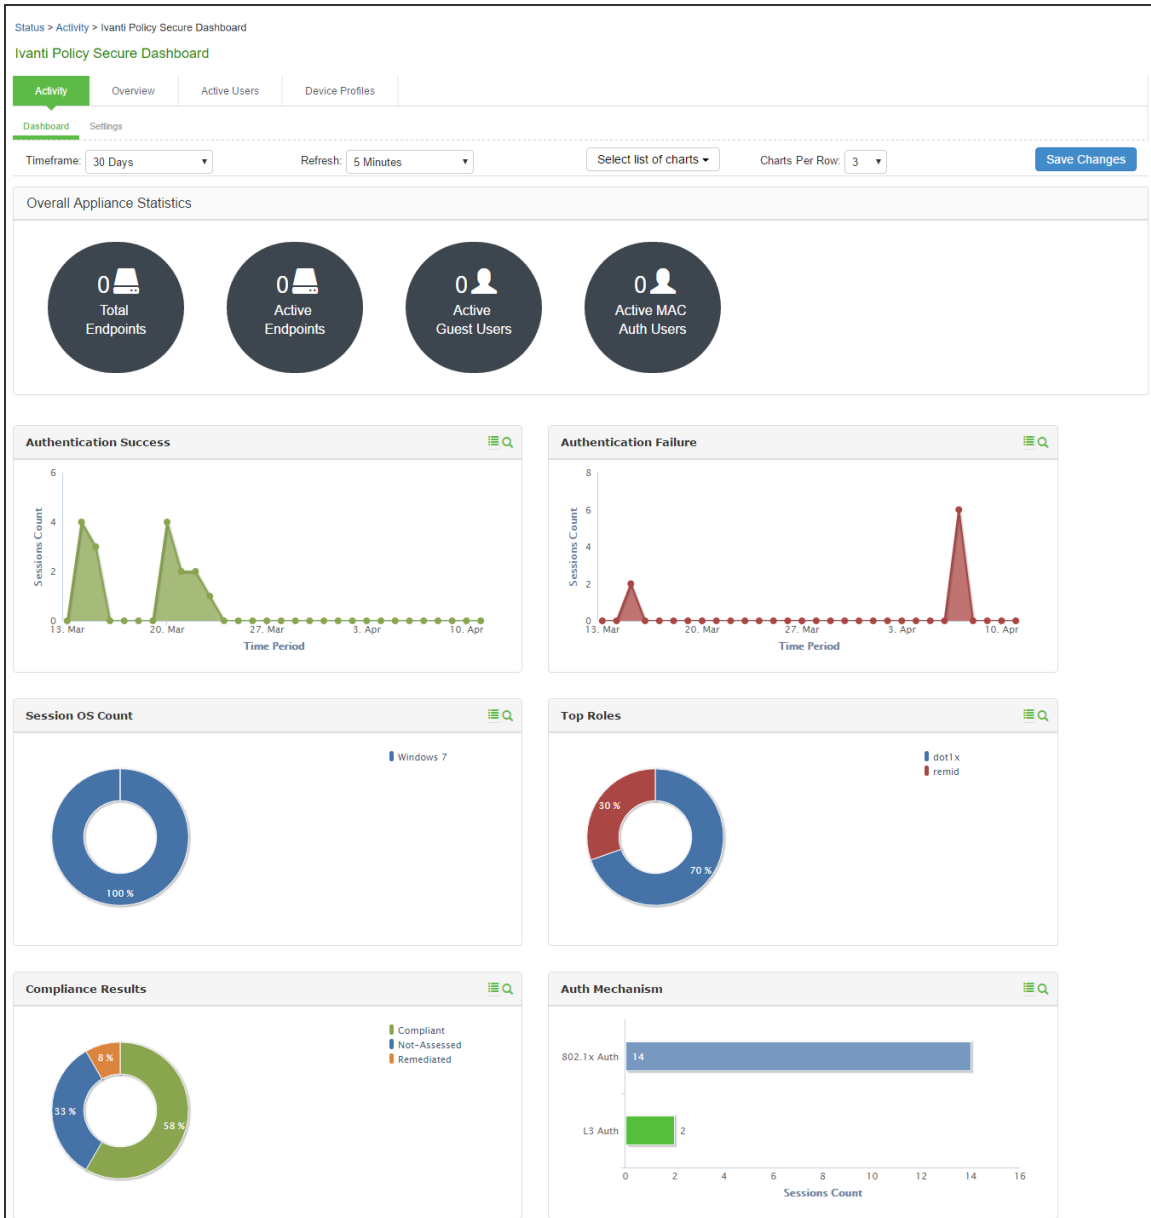 Status > Activity > Ivanti Policy Secure Dashboard
Ivanti Policy Secure Dashboard
Activity Overview Active Users Device Profiles
Dashboard Settings
Timeframe: 30 Days Refresh: 5 Minutes Select list of charts Charts Per Row: 3 Save Changes
Overall Appliance Statistics
0
Total
Endpoints
0
Active
Endpoints
0
Active
Guest Users
0
Active MAC
Auth Users
Authentication Success
Sessions Count
6
4
2
0
13. Mar 20. Mar 27. Mar 3. Apr 10. Apr
Time Period
Authentication Failure
Sessions Count
8
6
4
2
0
13. Mar 20. Mar 27. Mar 3. Apr 10. Apr
Time Period
Session OS Count
Windows 7
100 %
Top Roles
dot1x
remid
30 %
70 %
Compliance Results
Compliant
Not-Assessed
Remediated
8 %
33 %
58 %
Auth Mechanism
802.1x Auth 14
L3 Auth 2
0 2 4 6 8 10 12 14 16
Sessions Count